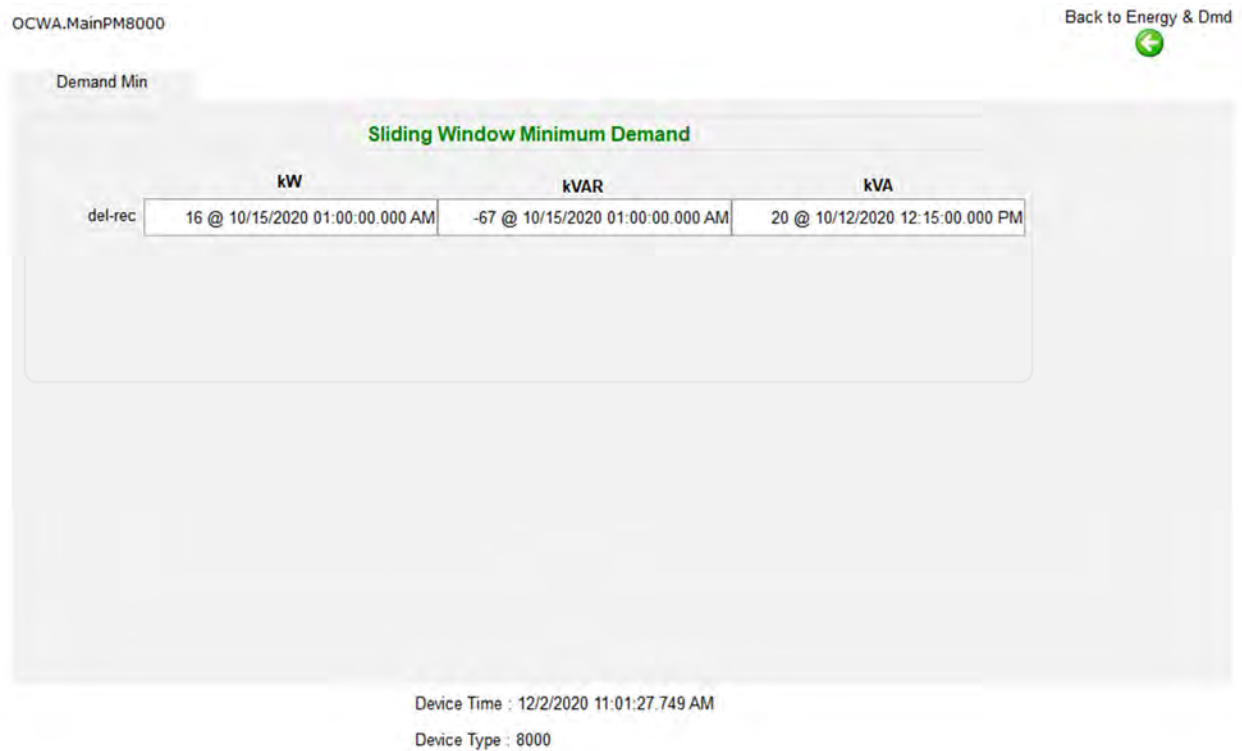 OCWA.MainPM8000
Back to Energy & Dmd
Demand Min
Sliding Window Minimum Demand
kW kVAR kVA
del-rec 16 @ 10/15/2020 01:00:00.000 AM -67 @ 10/15/2020 01:00:00.000 AM 20 @ 10/12/2020 12:15:00.000 PM
Device Time : 12/2/2020 11:01:27.749 AM
Device Type : 8000